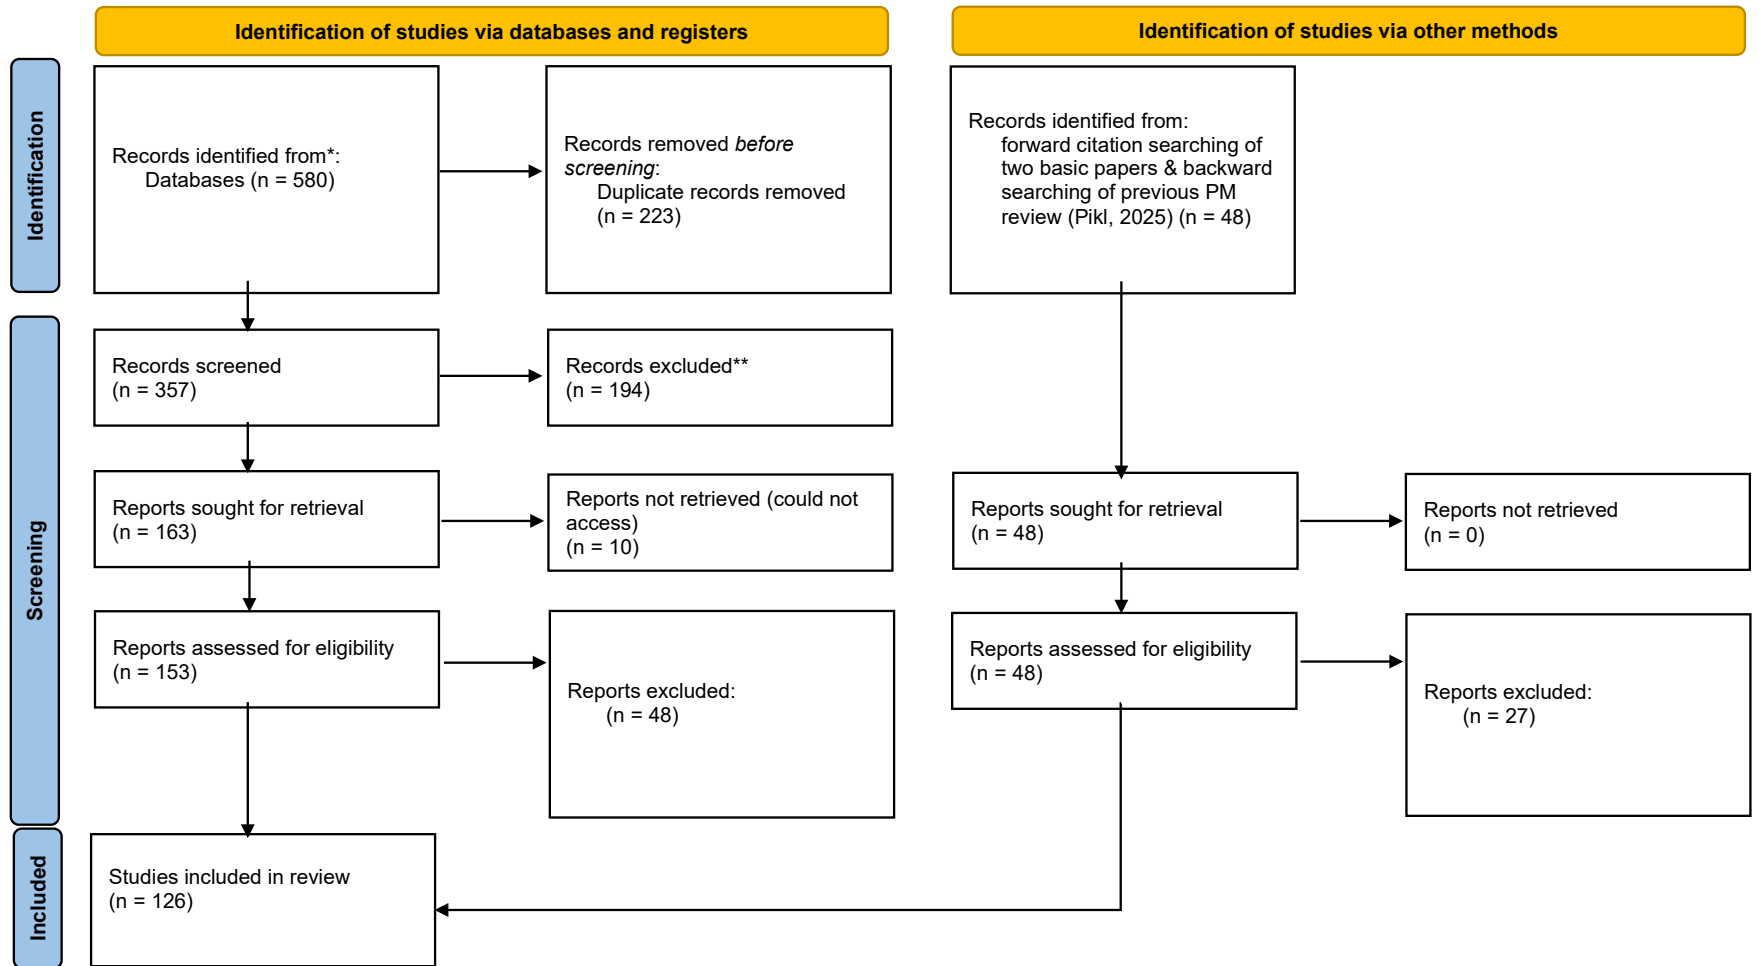 Identification of studies via databases and registers
Identification of studies via other methods
Identification
Records identified from*:
Databases (n = 580)
Records removed before
screening:
Duplicate records removed
(n = 223)
Records identified from:
forward citation searching of
two basic papers & backward
searching of previous PM
review (Pikl, 2025) (n = 48)
Screening
Records screened
(n = 357)
Records excluded**
(n = 194)
Reports sought for retrieval
(n = 163)
Reports not retrieved (could not
access)
(n = 10)
Reports sought for retrieval
(n = 48)
Reports not retrieved
(n = 0)
Reports assessed for eligibility
(n = 153)
Reports excluded:
(n = 48)
Reports assessed for eligibility
(n = 48)
Reports excluded:
(n = 27)
Included
Studies included in review
(n = 126)